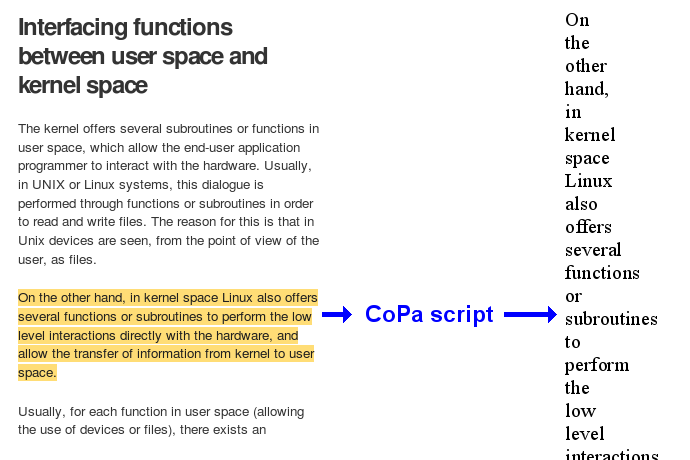 Interfacing functions
between user space and
kernel space
The kernel offers several subroutines or functions in
user space, which allow the end-user application
programmer to interact with the hardware. Usually,
in UNIX or Linux systems, this dialogue is
performed through functions or subroutines in order
to read and write files. The reason for this is that in
Unix devices are seen, from the point of view of the
user, as files.
On the other hand, in kernel space Linux also offers
several functions or subroutines to perform the low
level interactions directly with the hardware, and
allow the transfer of information from kernel to user
space.
Usually, for each function in user space (allowing
the use of devices or files), there exists an
CoPa script
On
the
other
hand,
in
kernel
space
Linux
also
offers
several
functions
or
subroutines
to
perform
the
low
level
interactions